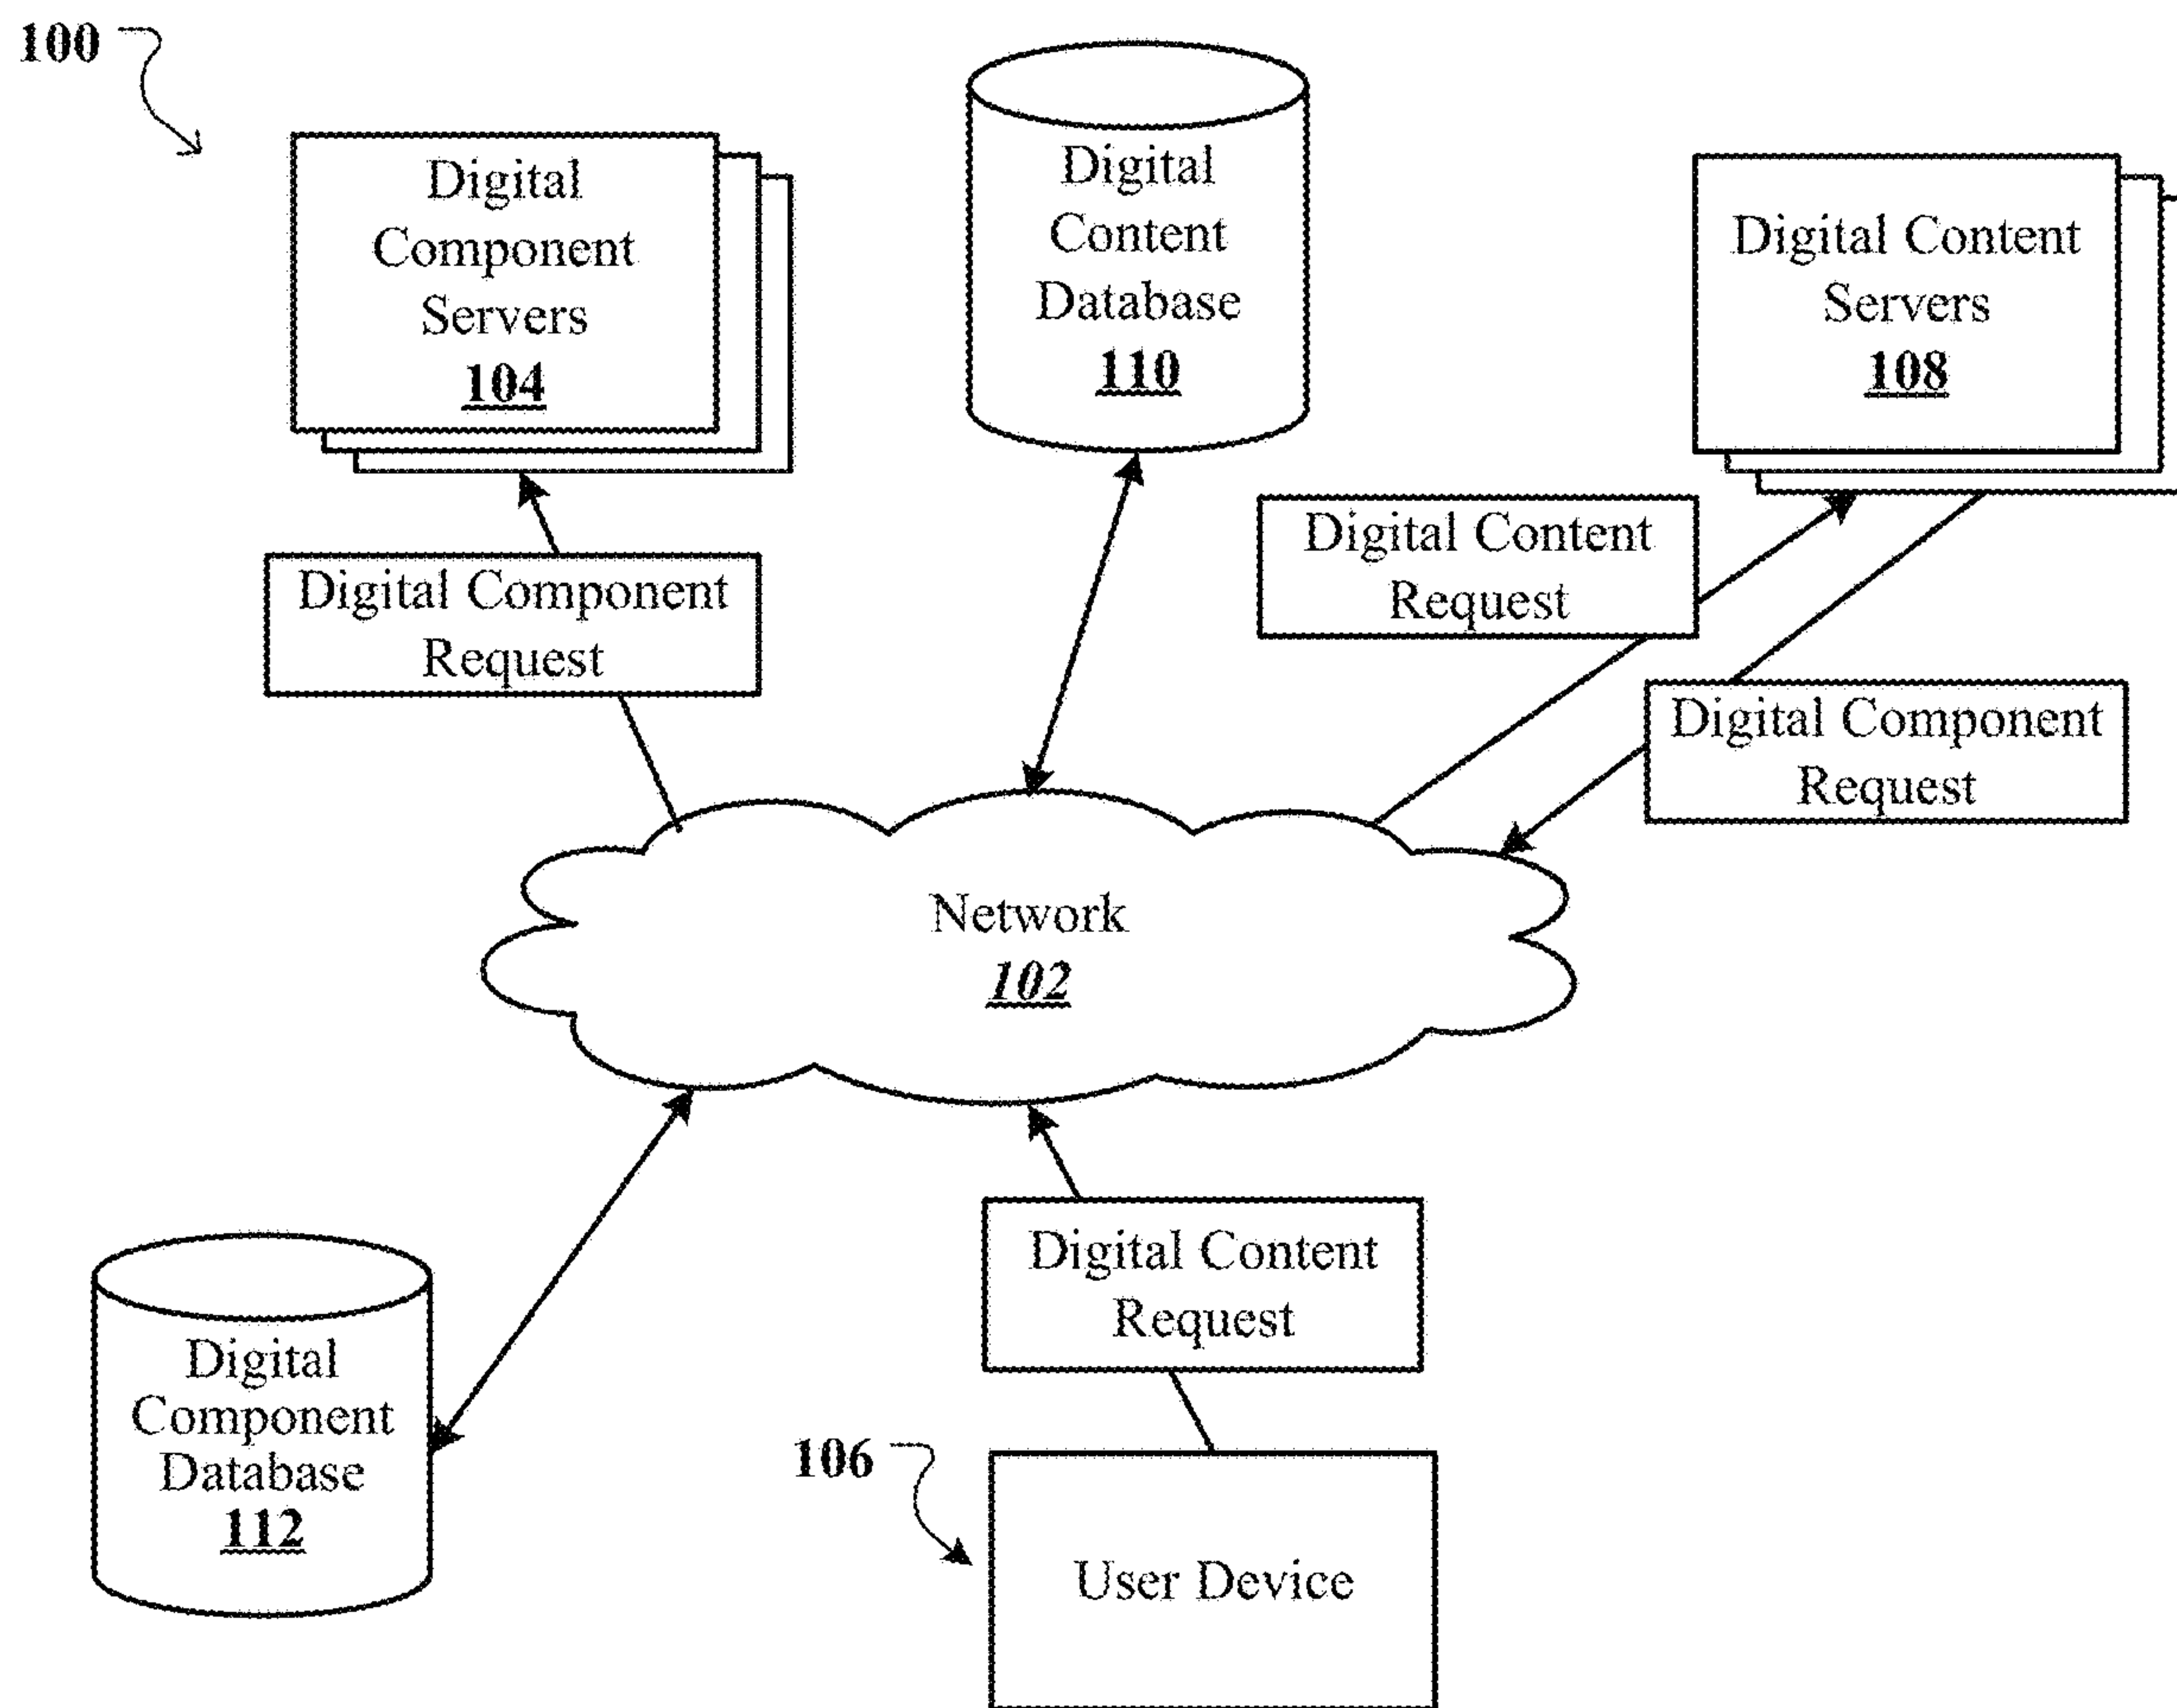 100
Digital
Component
Servers
104
Digital
Content
Database
110
Digital Content
Servers
108
Digital Component
Request
Digital Content
Request
Digital Component
Request
Network
102
Digital
Component
Database
112
Digital Content
Request
106
User Device